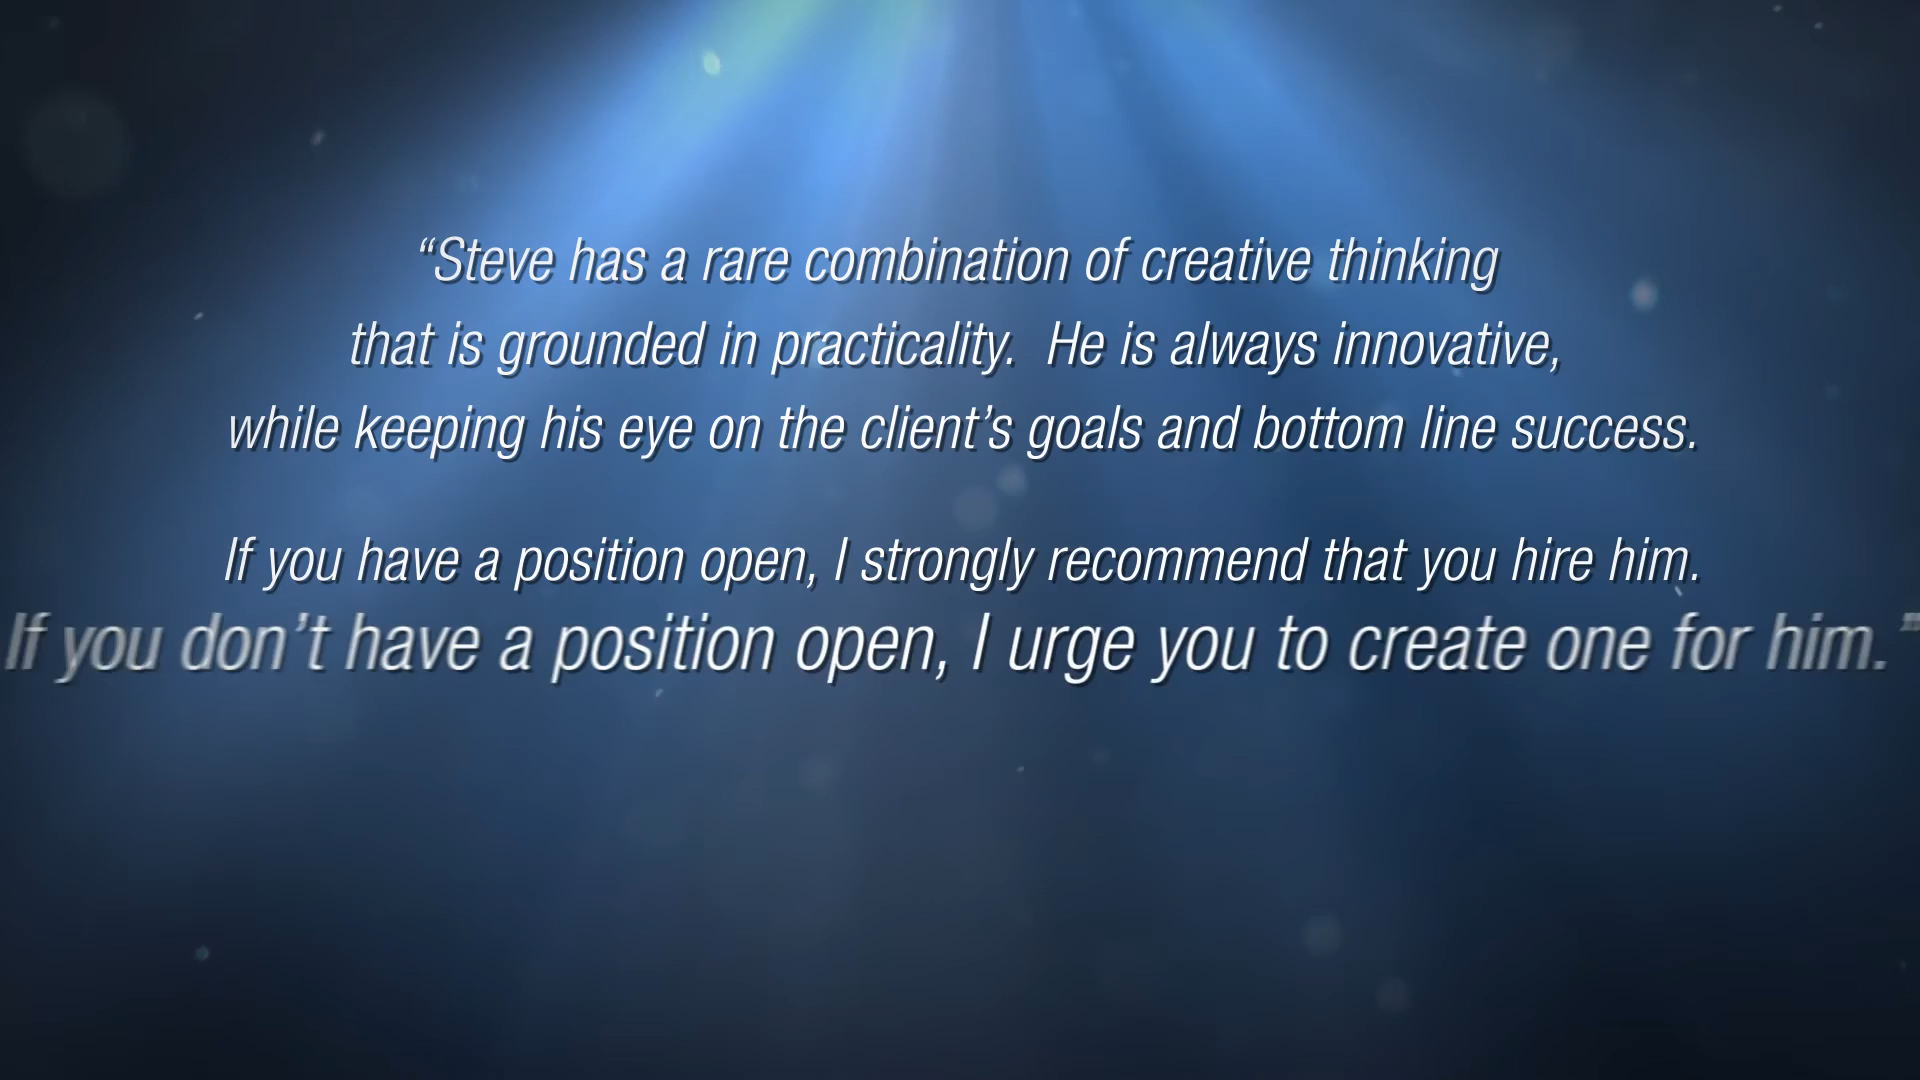 “Steve has a rare combination of creative thinking
that is grounded in practicality.  He is always innovative,
while keeping his eye on the client’s goals and bottom line success.
If you have a position open, I strongly recommend that you hire him.
If you don’t have a position open, I urge you to create one for him.”